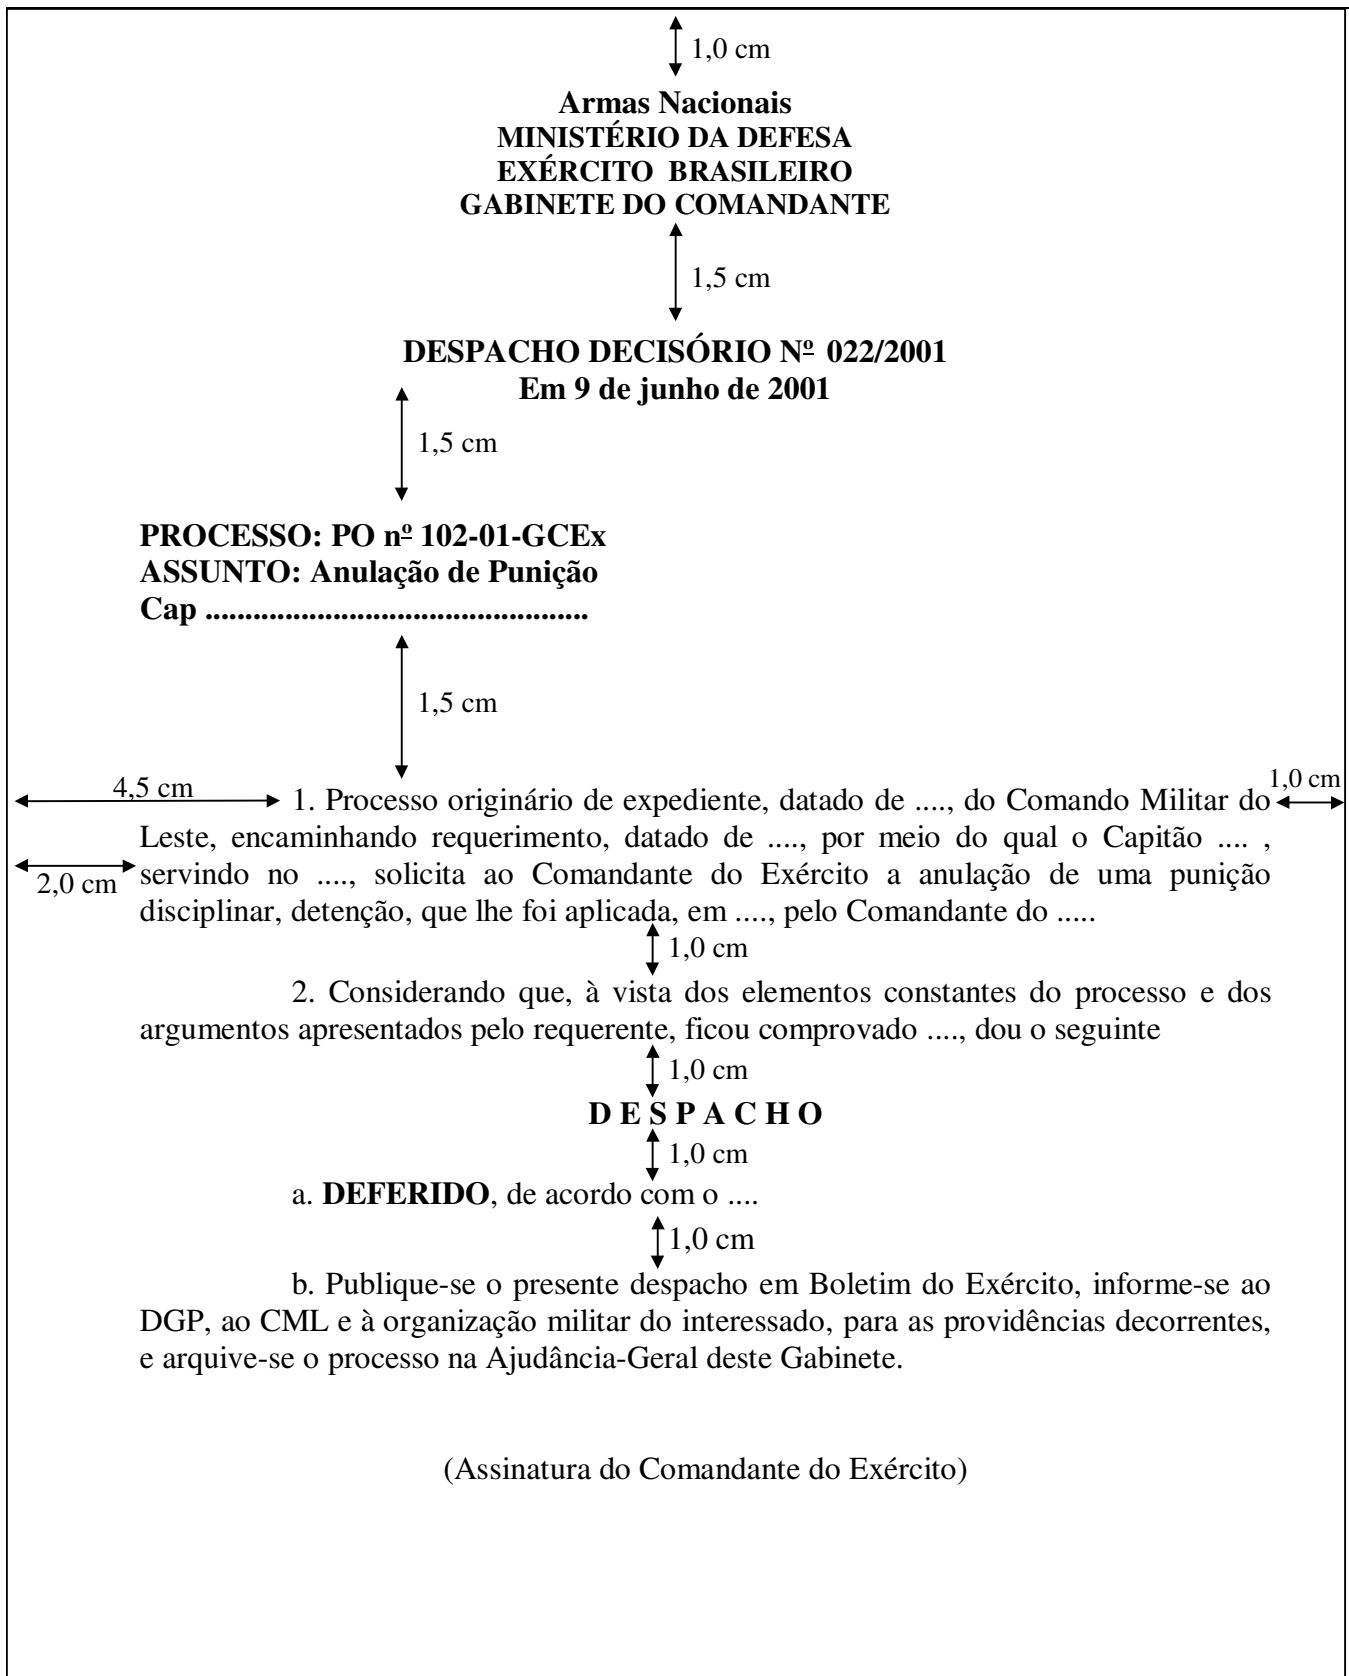 1,0 cm
Armas Nacionais
MINISTÉRIO DA DEFESA
EXÉRCITO BRASILEIRO
GABINETE DO COMANDANTE
1,5 cm
DESPACHO DECISÓRIO Nº 022/2001
Em 9 de junho de 2001
1,5 cm
PROCESSO: PO nº 102-01-GCEx
ASSUNTO: Anulação de Punição
Cap ................................................
1,5 cm
4,5 cm
1,0 cm
1. Processo originário de expediente, datado de ...., do Comando Militar do
Leste, encaminhando requerimento, datado de ...., por meio do qual o Capitão .... ,
2,0 cm
servindo no ...., solicita ao Comandante do Exército a anulação de uma punição
disciplinar, detenção, que lhe foi aplicada, em ...., pelo Comandante do .....
1,0 cm
2. Considerando que, à vista dos elementos constantes do processo e dos
argumentos apresentados pelo requerente, ficou comprovado ...., dou o seguinte
1,0 cm
D E S P A C H O
1,0 cm
a. DEFERIDO, de acordo com o ....
1,0 cm
b. Publique-se o presente despacho em Boletim do Exército, informe-se ao
DGP, ao CML e à organização militar do interessado, para as providências decorrentes,
e arquive-se o processo na Ajudância-Geral deste Gabinete.
(Assinatura do Comandante do Exército)